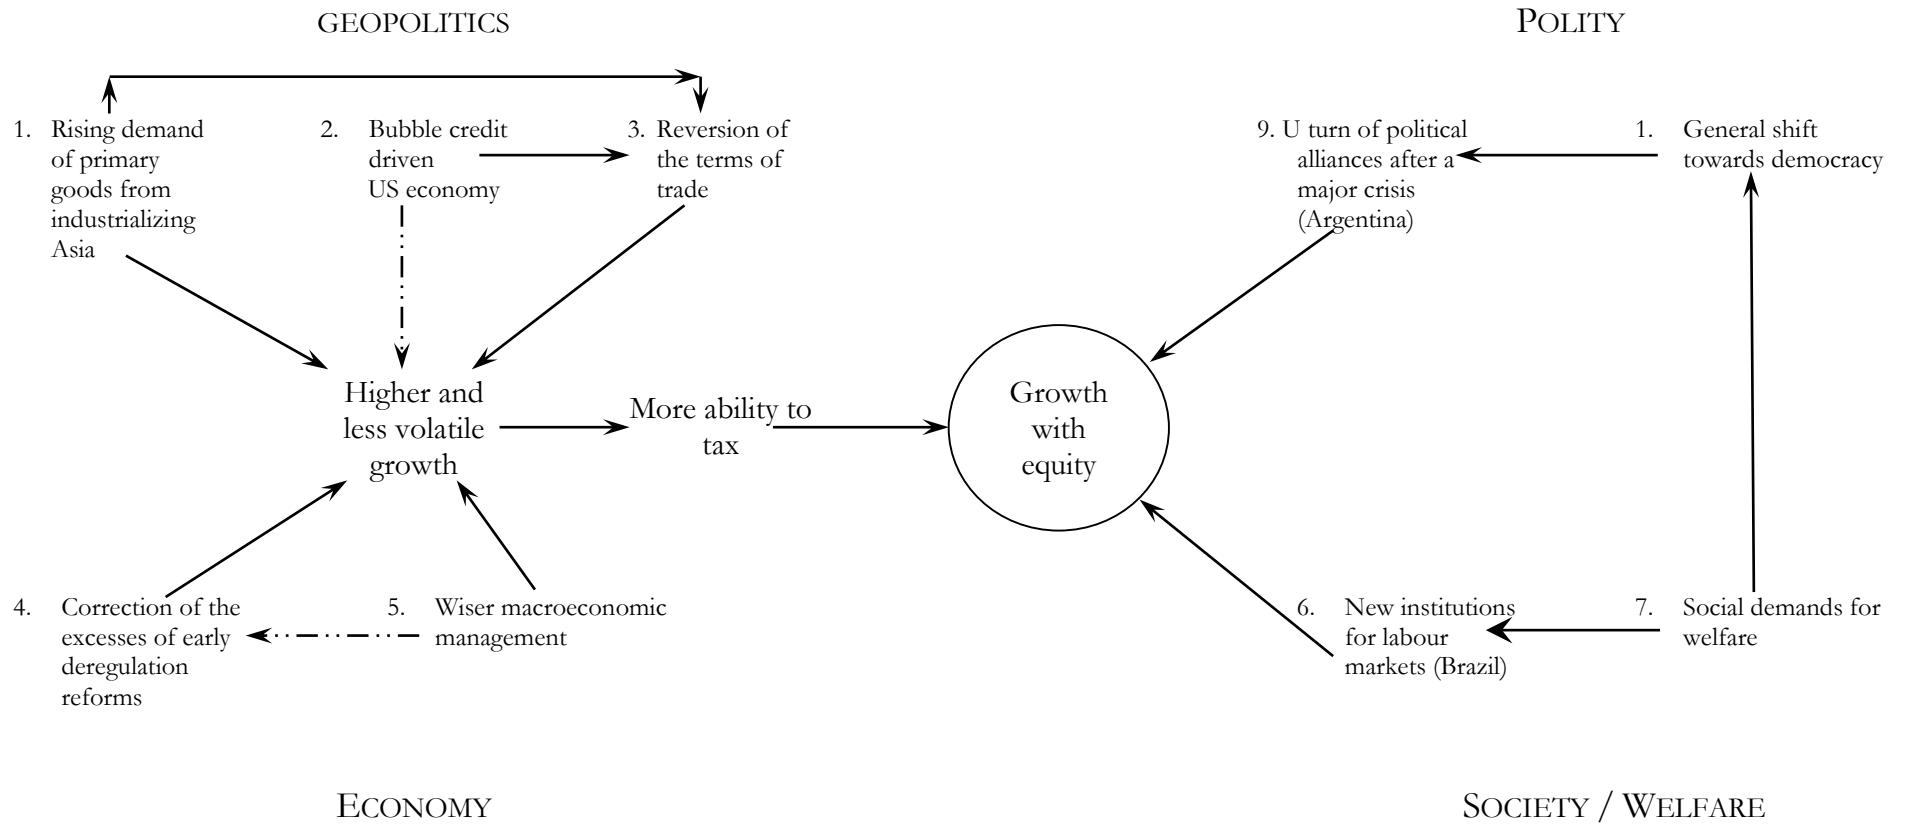 GEOPOLITICS
POLITY
1. Rising demand
of primary
goods from
industrializing
Asia
2. Bubble credit
driven
US economy
3. Reversion of
the terms of
trade
9. U turn of political
alliances after a
major crisis
(Argentina)
1. General shift
towards democracy
Higher and
less volatile
growth
More ability to
tax
Growth
with
equity
4. Correction of the
excesses of early
deregulation
reforms
5. Wiser macroeconomic
management
6. New institutions
for labour
markets (Brazil)
7. Social demands for
welfare
ECONOMY
SOCIETY / WELFARE